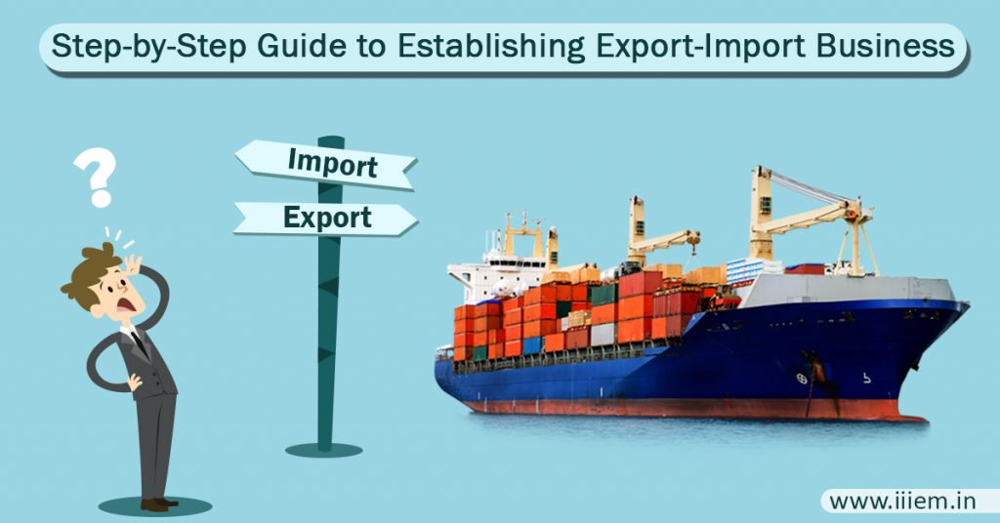 Step-by-Step Guide to Establishing Export-Import Business
?
Import
Export
www.iiiem.in